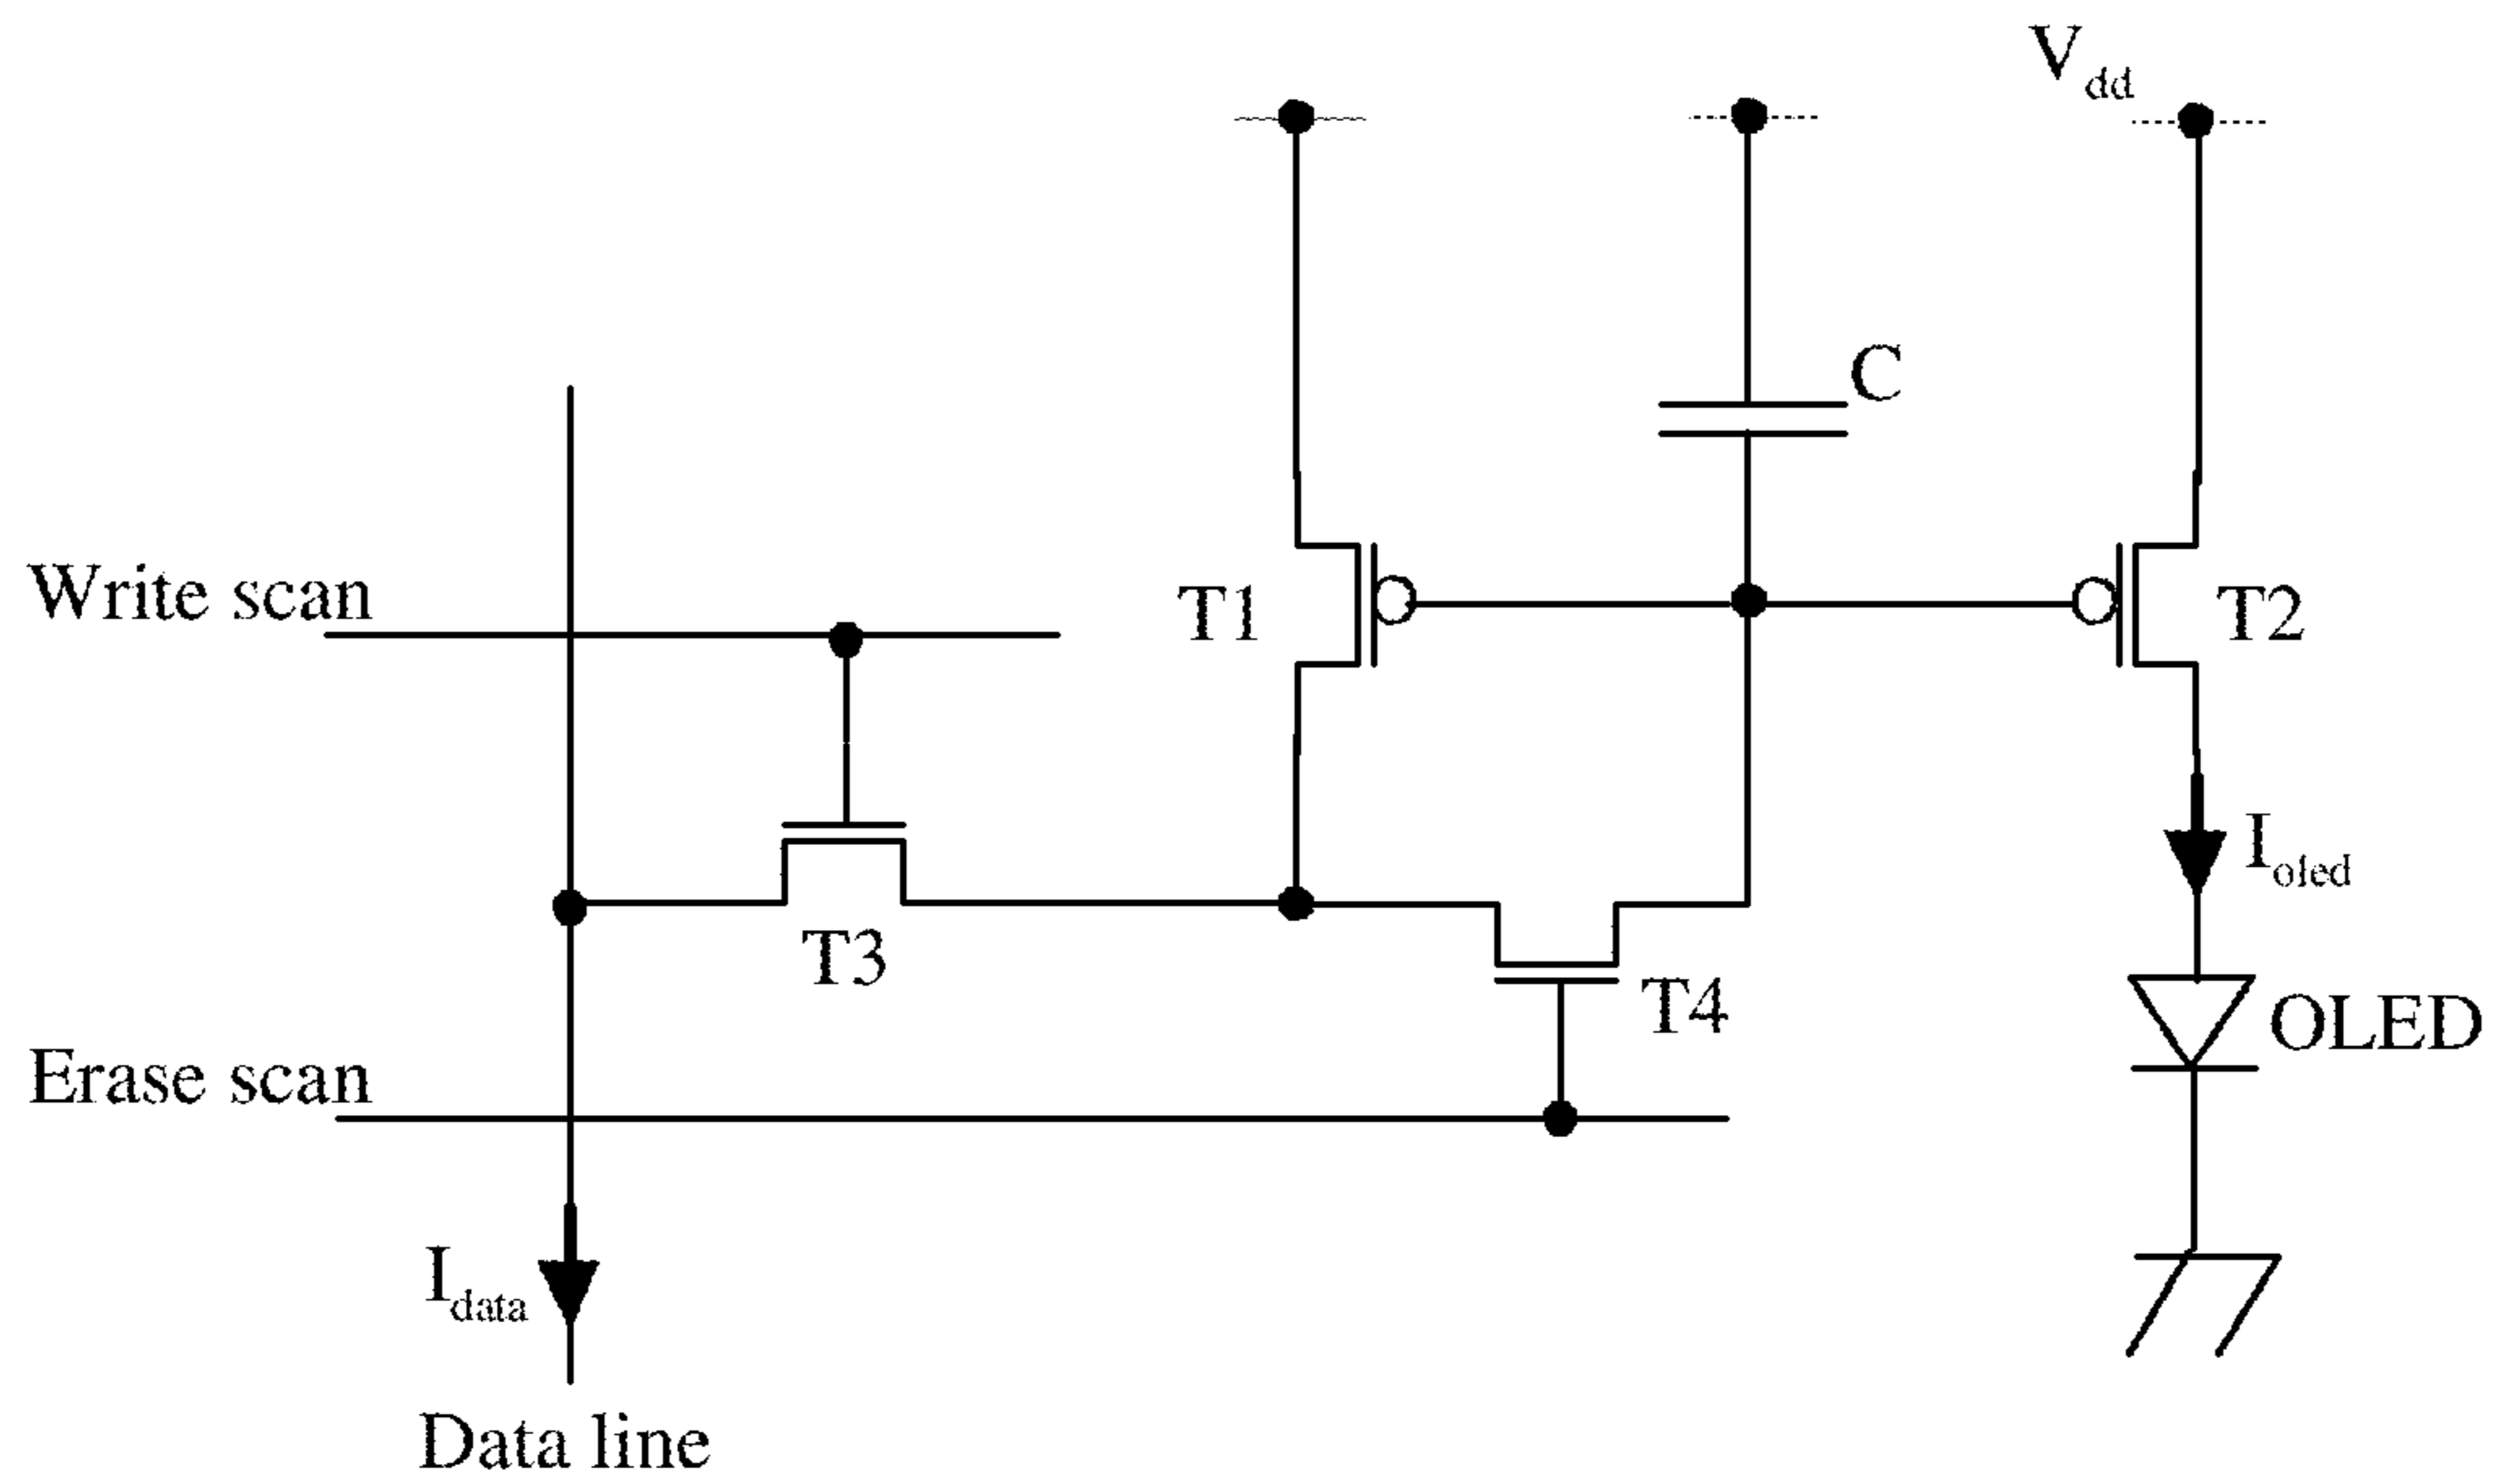 Vdd
C
Write scan
T1
T2
Ioled
T3
T4
OLED
Erase scan
Idata
Data line